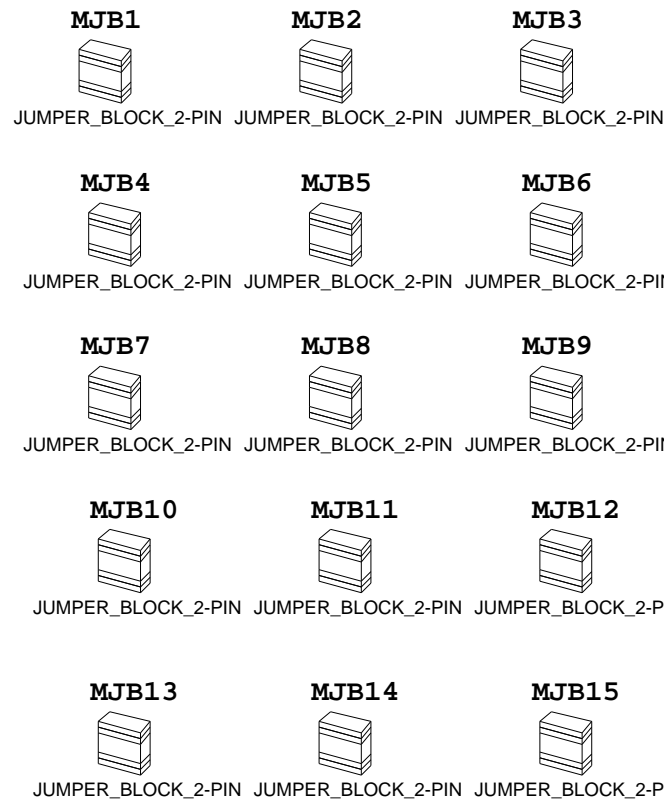 MJB1 MJB2 MJB3
JUMPER_BLOCK_2-PIN JUMPER_BLOCK_2-PIN JUMPER_BLOCK_2-PIN
MJB4 MJB5 MJB6
JUMPER_BLOCK_2-PIN JUMPER_BLOCK_2-PIN JUMPER_BLOCK_2-PIN
MJB7 MJB8 MJB9
JUMPER_BLOCK_2-PIN JUMPER_BLOCK_2-PIN JUMPER_BLOCK_2-PIN
MJB10 MJB11 MJB12
JUMPER_BLOCK_2-PIN JUMPER_BLOCK_2-PIN JUMPER_BLOCK_2-P
MJB13 MJB14 MJB15
JUMPER_BLOCK_2-PIN JUMPER_BLOCK_2-PIN JUMPER_BLOCK_2-P